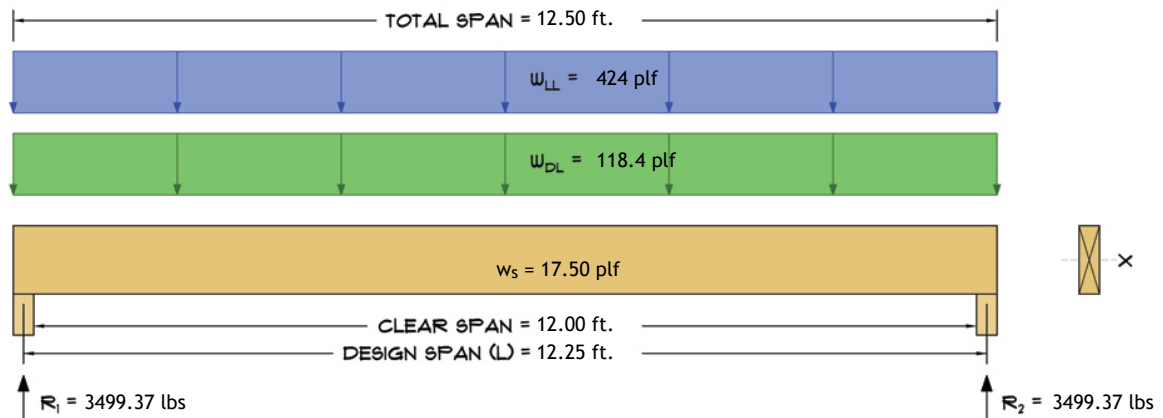 TOTAL SPAN = 12.50 ft.
WLL = 424 plf
WDL = 118.4 plf
ws = 17.50 plf
X
CLEAR SPAN = 12.00 ft.
DESIGN SPAN (L) = 12.25 ft.
R1 = 3499.37 lbs
R2 = 3499.37 lbs